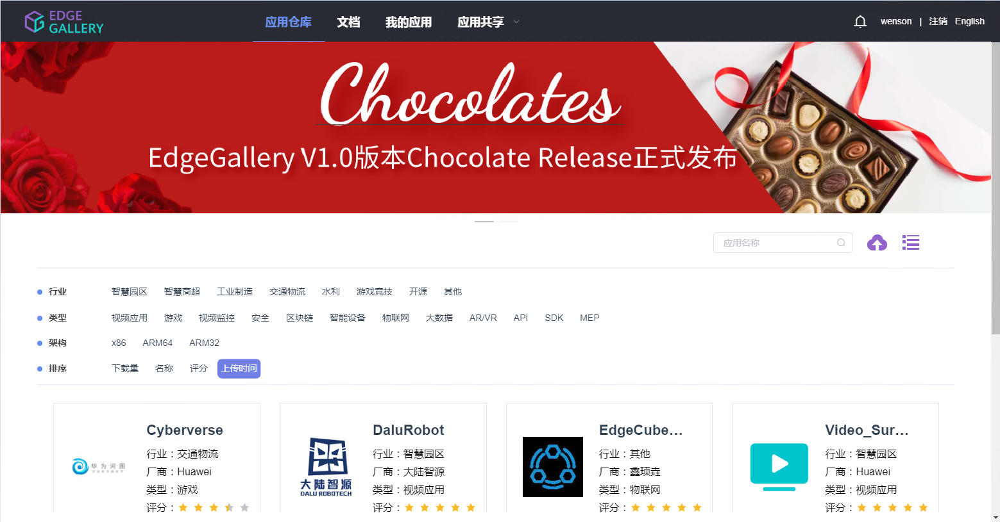 EDGE
GALLERY
应用仓库 文档 我的应用 应用共享
wenson | 注销 English
Chocolates
EdgeGallery V1.0版本Chocolate Release正式发布
应用名称
行业 智慧园区 智慧商超 工业制造 交通物流 水利 游戏竞技 开源 其他
类型 视频应用 游戏 视频监控 安全 区块链 智能设备 物联网 大数据 AR/VR API SDK MEP
架构 x86 ARM64 ARM32
排序 下载量 名称 评分 上传时间
Cyberverse
行业：交通物流
厂商：Huawei
类型：游戏
评分：
华为河图
DaluRobot
行业：智慧园区
厂商：大陆智源
类型：视频应用
评分：
大陆智源
DALU ROBOTECH
EdgeCube...
行业：其他
厂商：鑫顼垚
类型：物联网
评分：
Video_Sur...
行业：智慧园区
厂商：Huawei
类型：视频应用
评分：